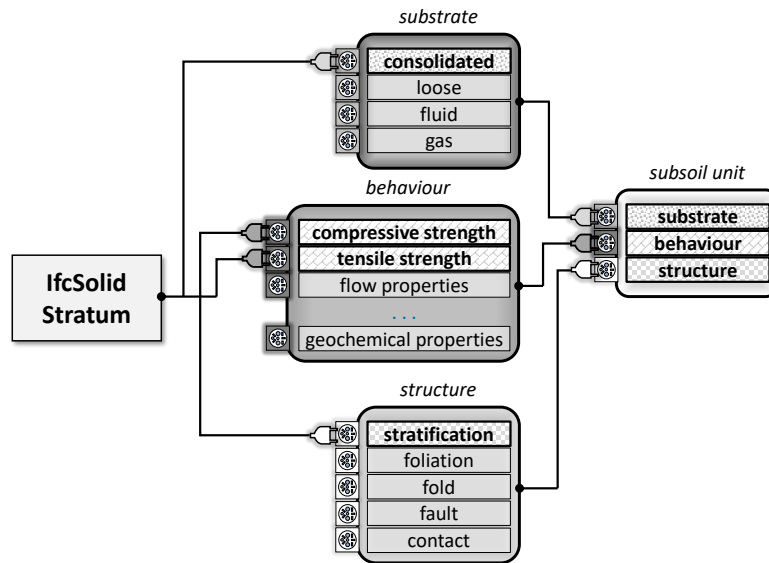 substrate
consolidated
loose
fluid
gas
behaviour
compressive strength
tensile strength
flow properties
...
geochemical properties
IfcSolid
Stratum
structure
stratification
foliation
fold
fault
contact
subsoil unit
substrate
behaviour
structure